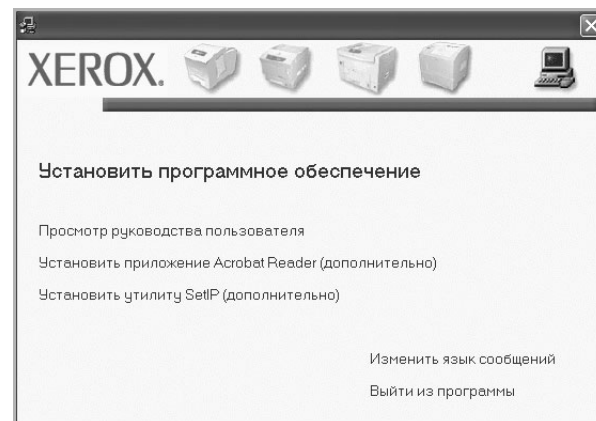 XEROX.
Установить программное обеспечение
Просмотр руководства пользователя
Установить приложение Acrobat Reader (дополнительно)
Установить утилиту SetIP (дополнительно)
Изменить язык сообщений
Выйти из программы